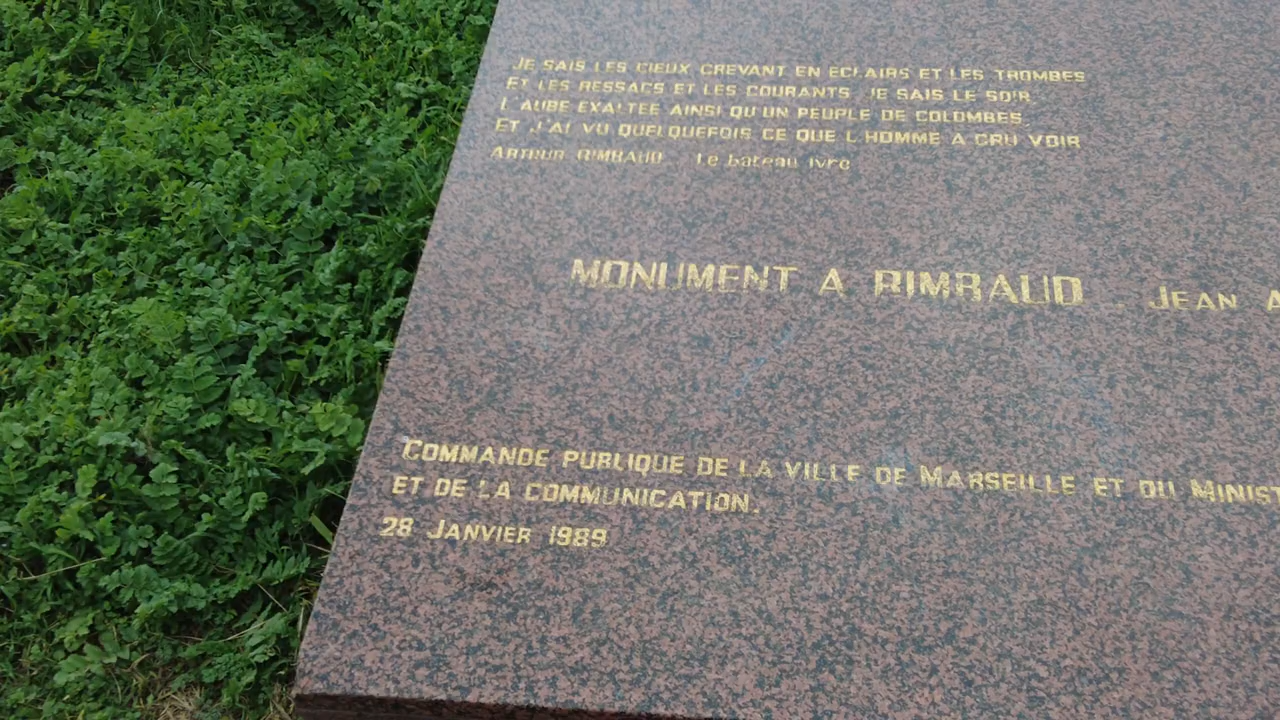 JE SAIS LES CIEUX CREVANT EN ECLAIRS ET LES TROMBES
ET LES RESSACS ET LES COURANTS JE SAIS LE SOIR,
L'AUBE EXALTEE AINSI QU'UN PEUPLE DE COLOMBES,
ET J'AI VU QUELQUEFOIS CE QUE L'HOMME A CRU VOIR
ARTHUR RIMBAUD Le bateau ivre
MONUMENT A RIMBAUD _ JEAN A
COMMANDE PUBLIQUE DE LA VILLE DE MARSEILLE ET DU MINIST
ET DE LA COMMUNICATION.
28 JANVIER 1989